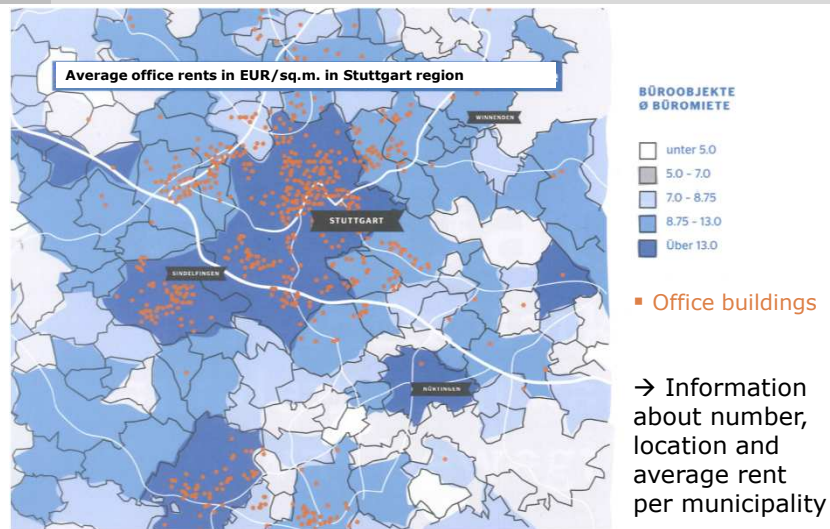 Average office rents in EUR/sq.m. in Stuttgart region
BÜROOBJEKTE
Ø BÜROMIETE
WINNENDEN
unter 5.0
5.0 - 7.0
7.0 - 8.75
8.75 - 13.0
Über 13.0
STUTTGART
SINDELFINGEN
▪ Office buildings
NÜRTINGEN
→ Information
about number,
location and
average rent
per municipality